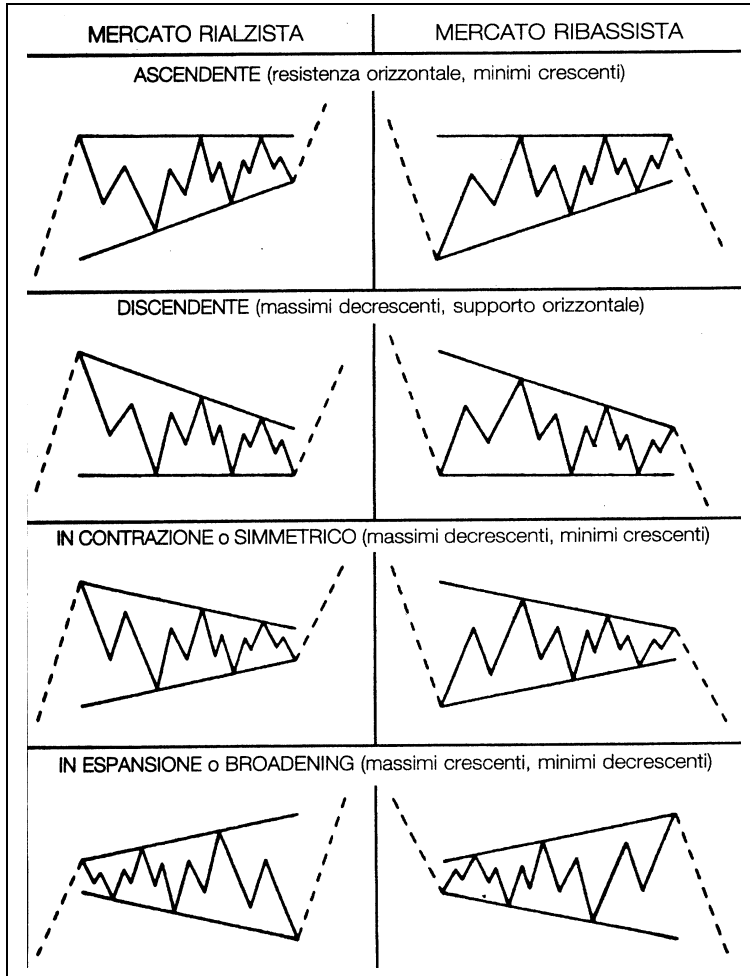 MERCATO RIALZISTA
MERCATO RIBASSISTA
ASCENDENTE (resistenza orizzontale, minimi crescenti)
DISCENDENTE (massimi decrescenti, supporto orizzontale)
IN CONTRAZIONE o SIMMETRICO (massimi decrescenti, minimi crescenti)
IN ESPANSIONE o BROADENING (massimi crescenti, minimi decrescenti)